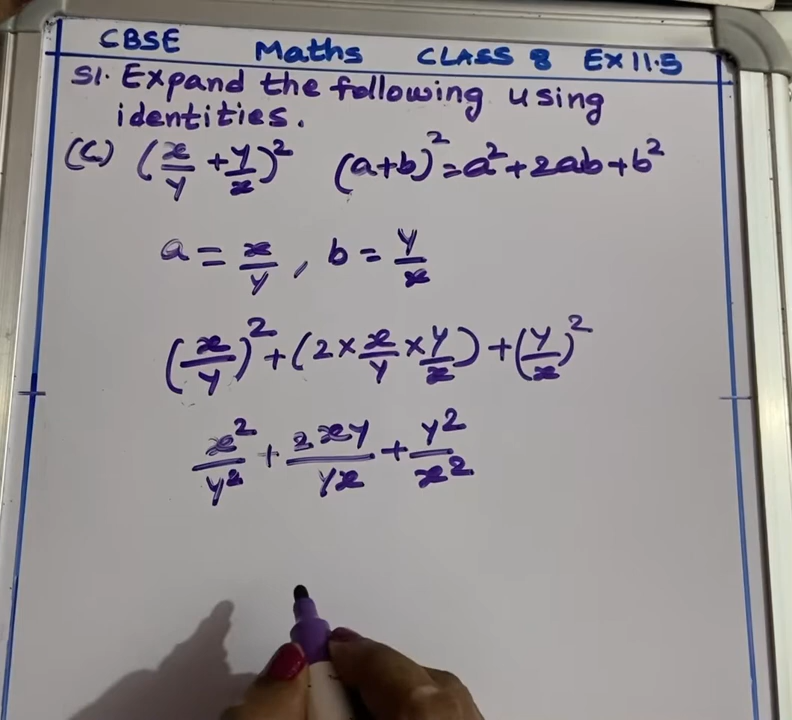 CBSE Maths CLASS 8 EX 11.5
S1. Expand the following using
identities.
(C) (x/y + y/x)² (a+b)² = a² + 2ab + b²
a = x/y , b = y/x
(x/y)² + (2 × x/y × y/x) + (y/x)²
x²/y² + 2xy/yx + y²/x²